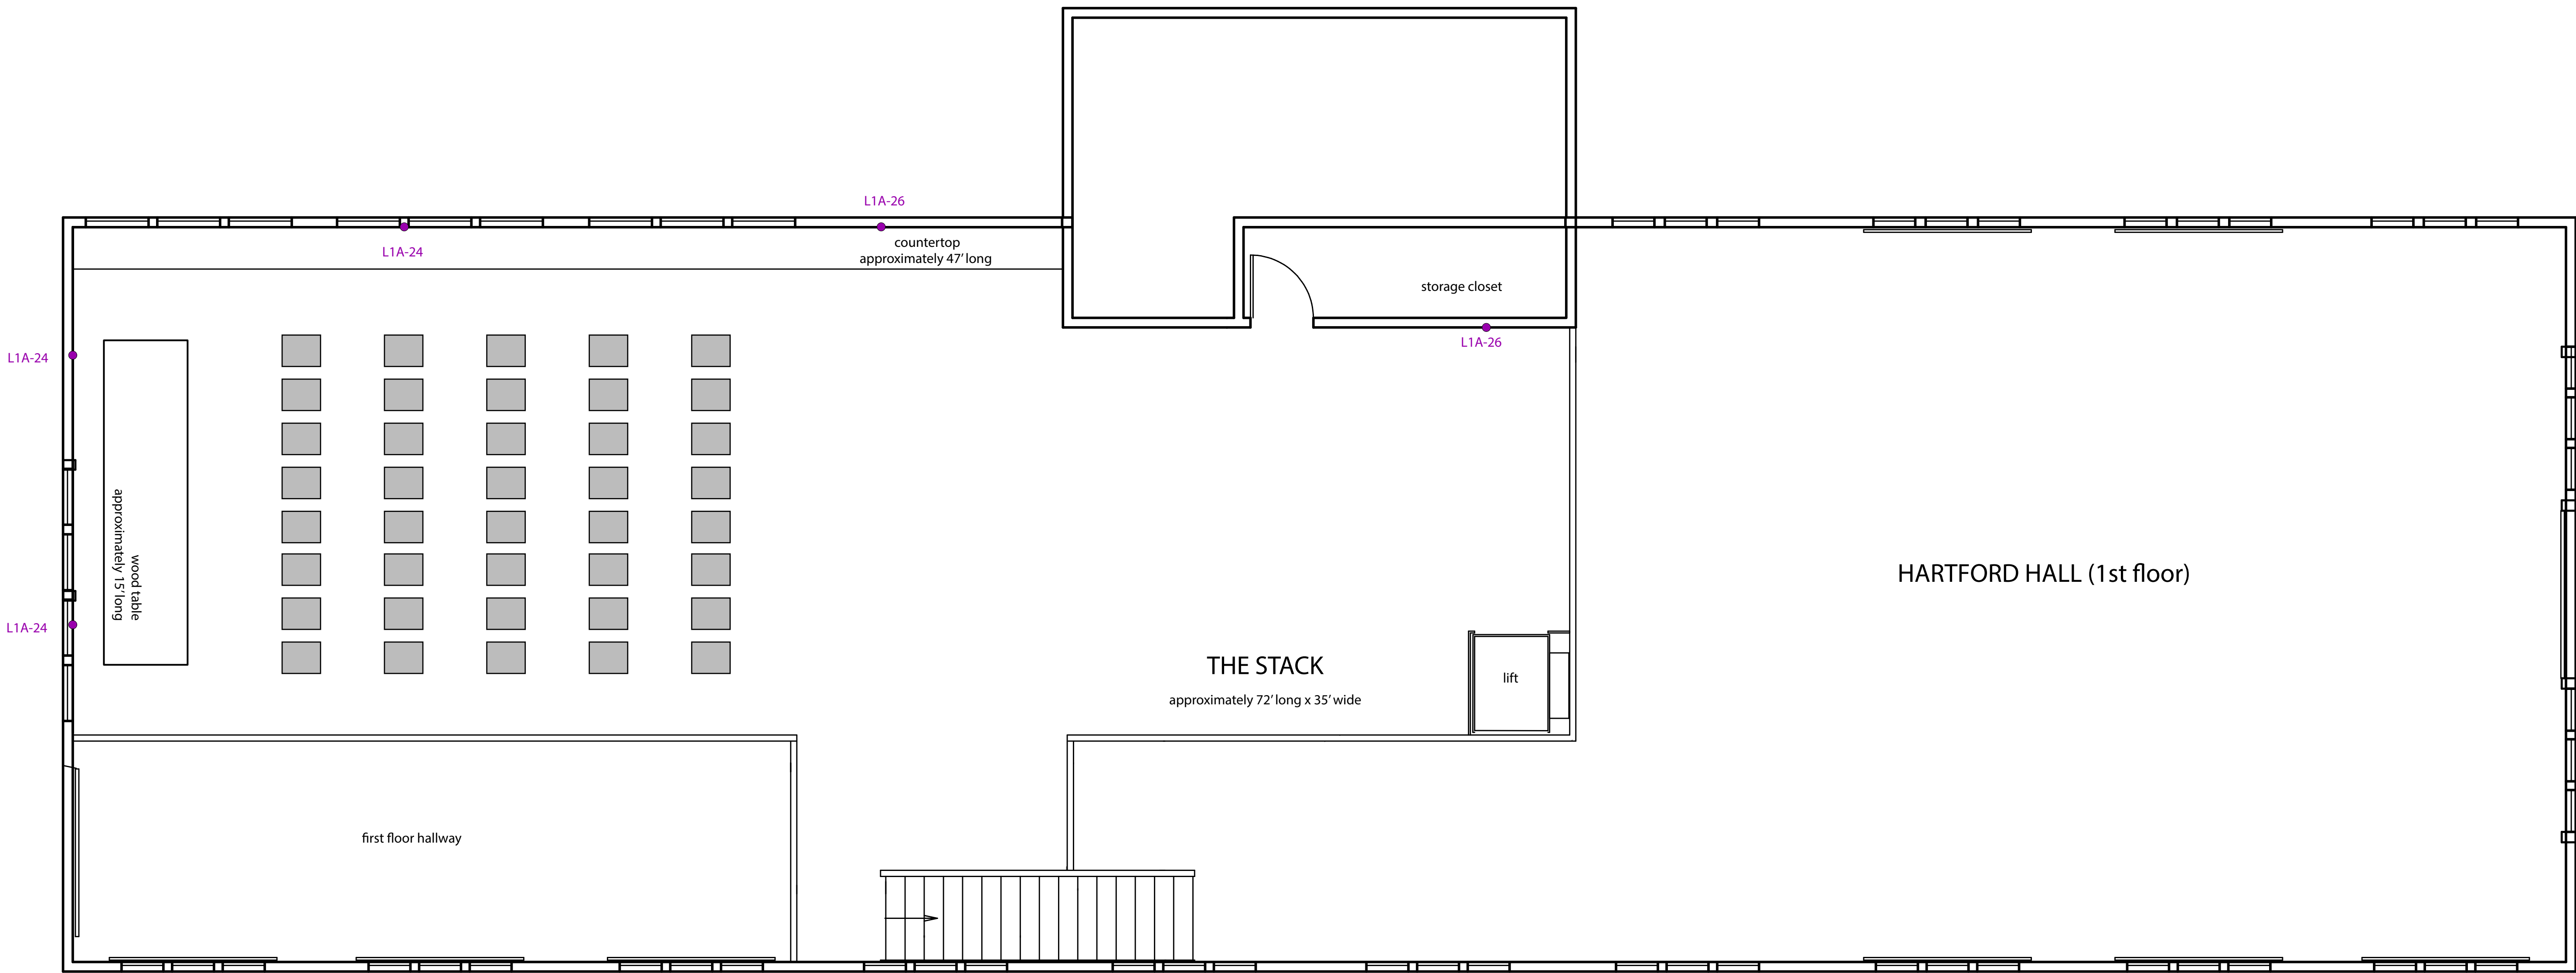 L1A-26
L1A-24
countertop
approximately 47’ long
storage closet
L1A-26
L1A-24
wood table
approximately 15’ long
HARTFORD HALL (1st floor)
L1A-24
THE STACK
approximately 72’ long x 35’ wide
lift
first floor hallway